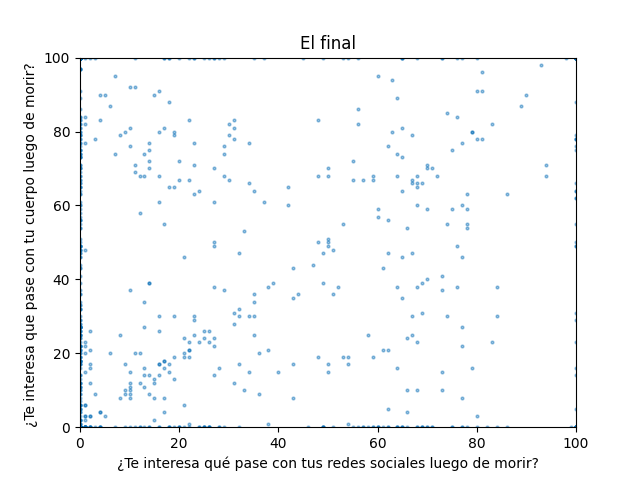 El final
¿Te interesa que pase con tu cuerpo luego de morir?
100
80
60
40
20
0
0 20 40 60 80 100
¿Te interesa qué pase con tus redes sociales luego de morir?